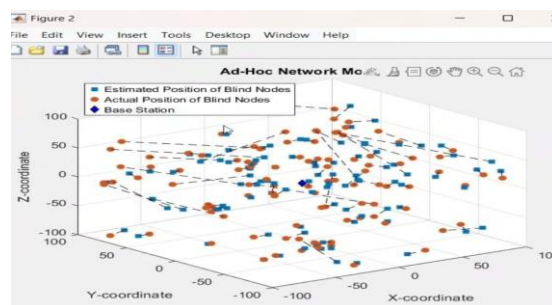 Figure 2
File Edit View Insert Tools Desktop Window Help
Ad-Hoc Network Mc
Estimated Position of Blind Nodes
Actual Position of Blind Nodes
Base Station
Z-coordinate
100
50
0
-50
-100
100
50
0
-50
-100
Y-coordinate
-100
-50
0
50
10
X-coordinate